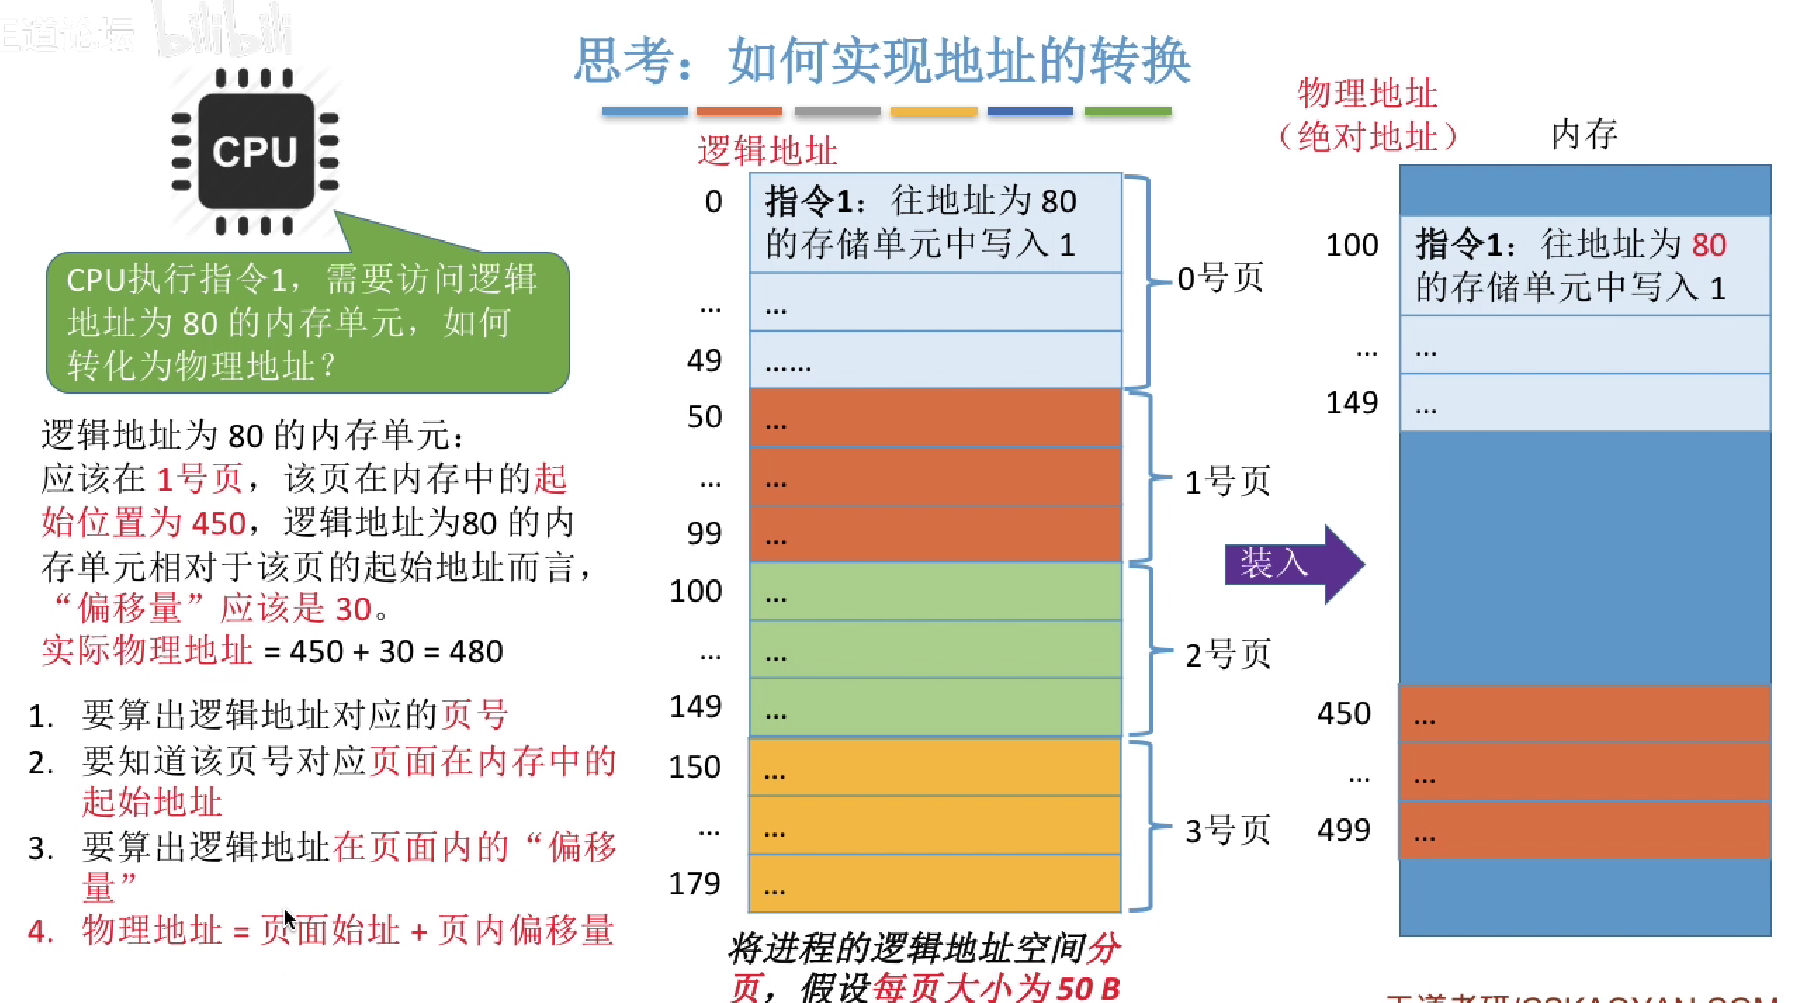 王道论坛
bilibili
思考：如何实现地址的转换
CPU
CPU执行指令1，需要访问逻辑
地址为 80 的内存单元，如何
转化为物理地址？
逻辑地址为 80 的内存单元：
应该在 1号页，该页在内存中的起
始位置为 450，逻辑地址为80 的内
存单元相对于该页的起始地址而言，
“偏移量”应该是 30。
实际物理地址 = 450 + 30 = 480
1. 要算出逻辑地址对应的页号
2. 要知道该页号对应页面在内存中的
起始地址
3. 要算出逻辑地址在页面内的“偏移
量”
4. 物理地址 = 页面始址 + 页内偏移量
逻辑地址
0 指令1：往地址为 80
的存储单元中写入 1
... ...
49 ......
0号页
50 ...
... ...
99 ...
1号页
100 ...
... ...
149 ...
2号页
150 ...
... ...
179 ...
3号页
将进程的逻辑地址空间分
页，假设每页大小为 50 B
装入
物理地址
（绝对地址）
内存
100 指令1：往地址为 80
的存储单元中写入 1
... ...
149 ...
450 ...
... ...
499 ...